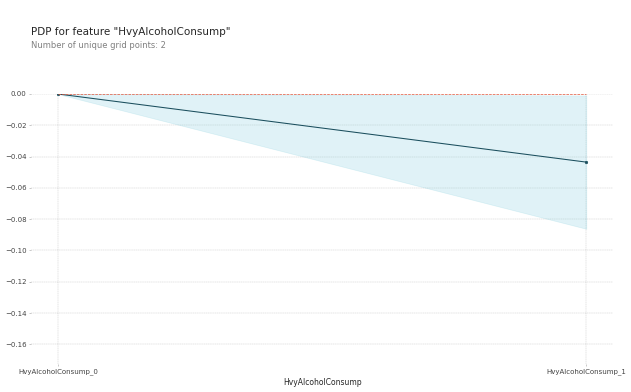 PDP for feature "HvyAlcoholConsump"
Number of unique grid points: 2
0.00
−0.02
−0.04
−0.06
−0.08
−0.10
−0.12
−0.14
−0.16
HvyAlcoholConsump_0
HvyAlcoholConsump_1
HvyAlcoholConsump